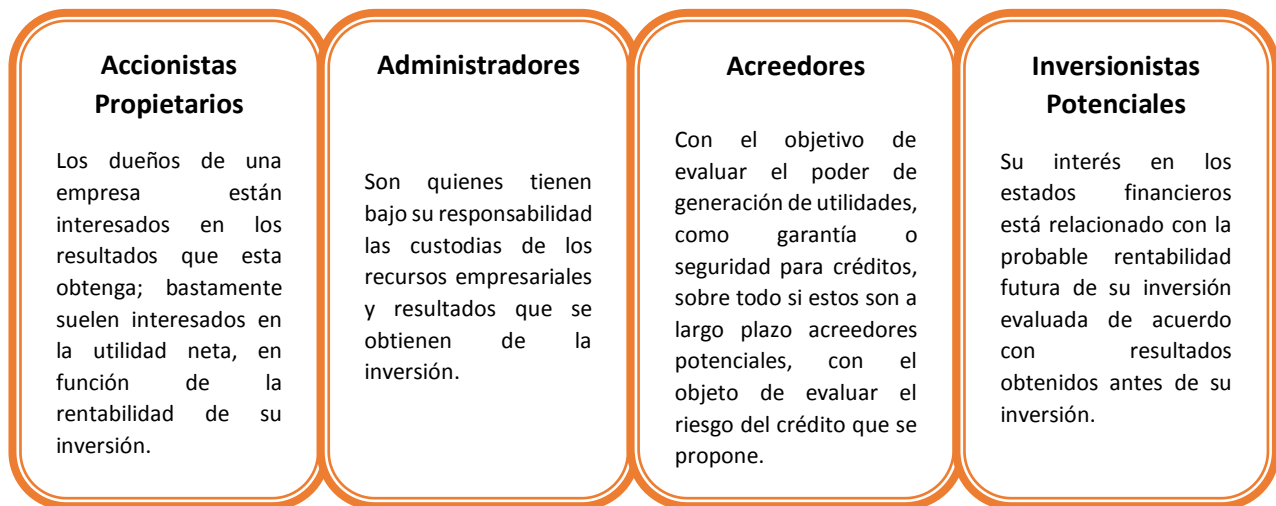 Accionistas
Propietarios
Los dueños de una
empresa están
interesados en los
resultados que esta
obtenga; bastamente
suelen interesados en
la utilidad neta, en
función de la
rentabilidad de su
inversión.
Administradores
Son quienes tienen
bajo su responsabilidad
las custodias de los
recursos empresariales
y resultados que se
obtienen de la
inversión.
Acreedores
Con el objetivo de
evaluar el poder de
generación de utilidades,
como garantía o
seguridad para créditos,
sobre todo si estos son a
largo plazo acreedores
potenciales, con el
objeto de evaluar el
riesgo del crédito que se
propone.
Inversionistas
Potenciales
Su interés en los
estados financieros
está relacionado con la
probable rentabilidad
futura de su inversión
evaluada de acuerdo
con resultados
obtenidos antes de su
inversión.